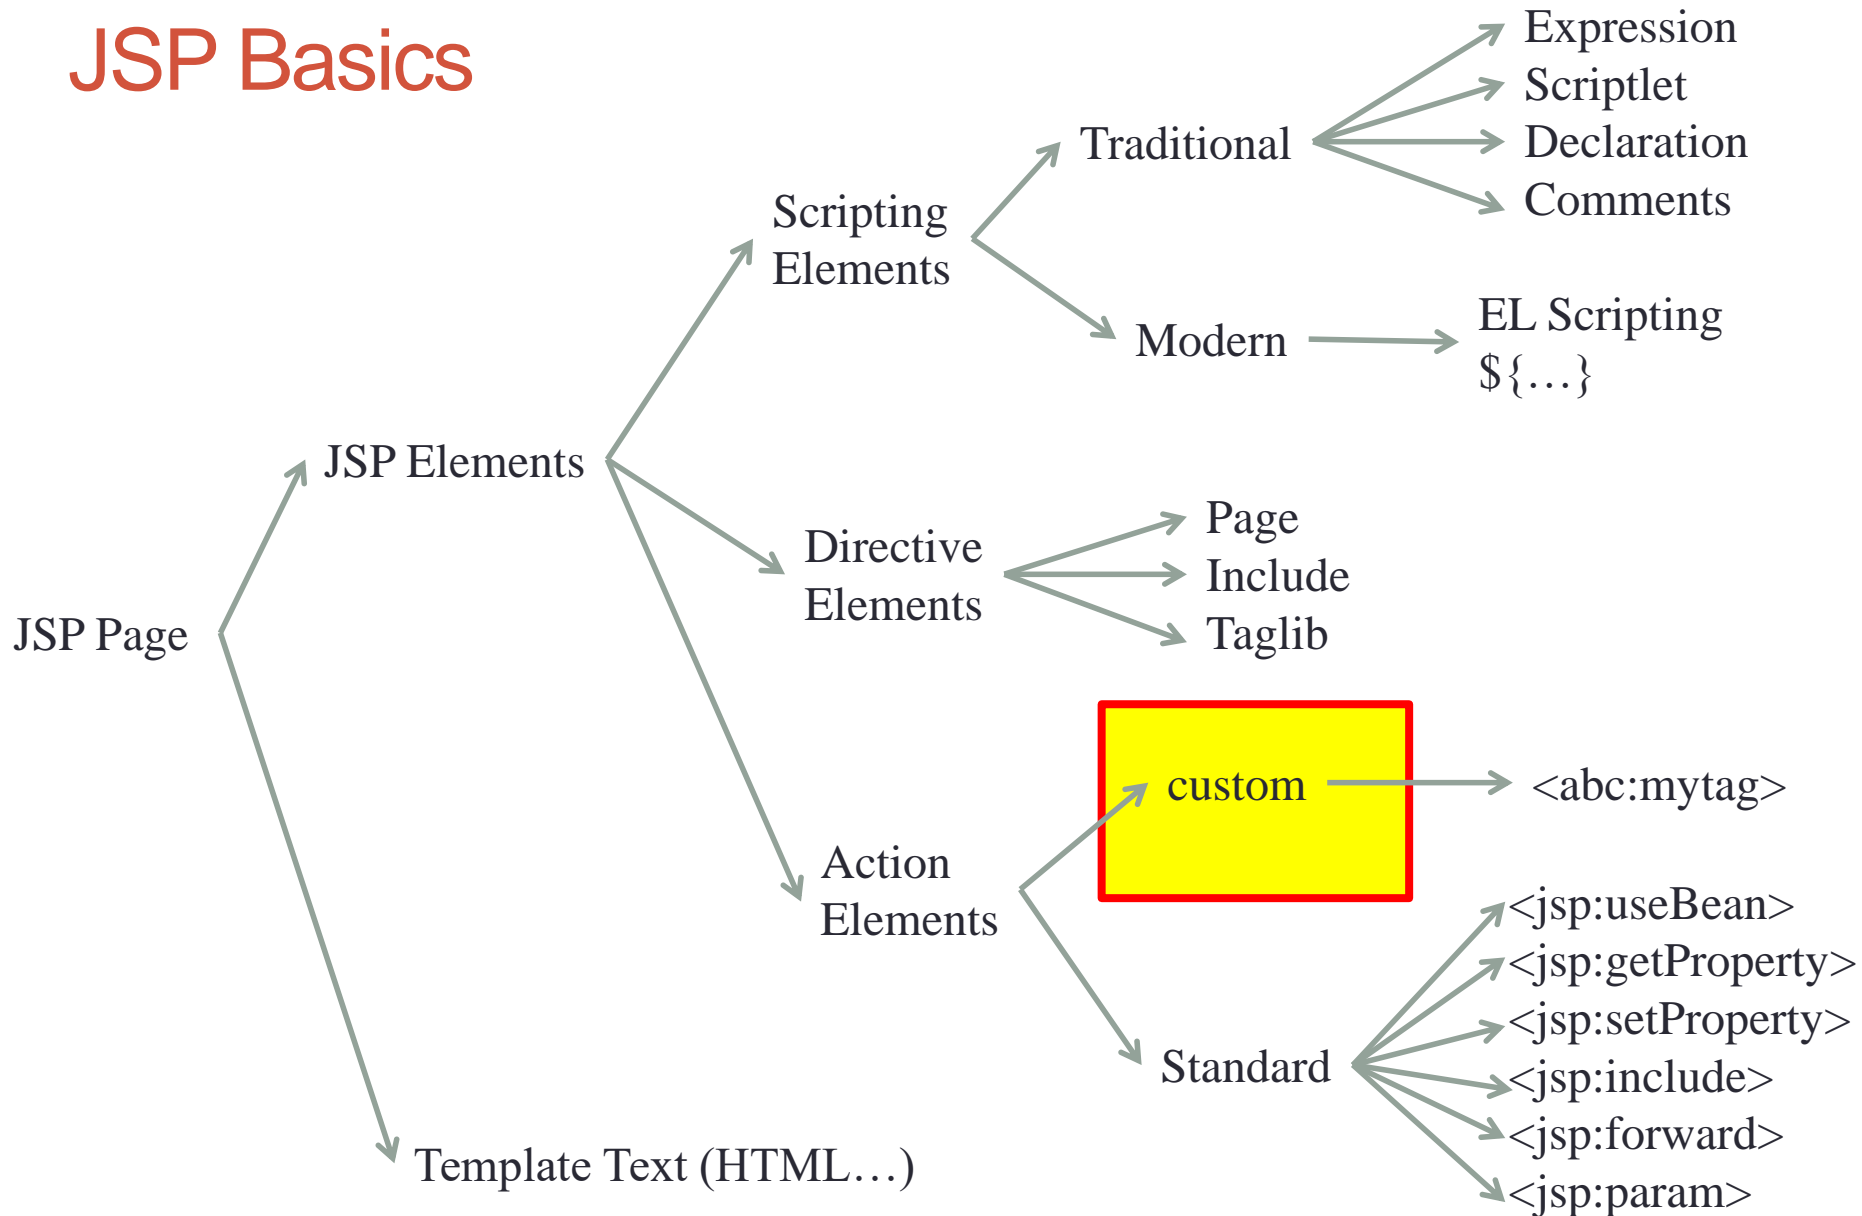 JSP Basics
Expression
Scriptlet
Declaration
Comments
Traditional
Scripting
Elements
Modern
EL Scripting
${…}
JSP Elements
Directive
Elements
Page
Include
Taglib
JSP Page
custom
<abc:mytag>
Action
Elements
Standard
<jsp:useBean>
<jsp:getProperty>
<jsp:setProperty>
<jsp:include>
<jsp:forward>
<jsp:param>
Template Text (HTML…)